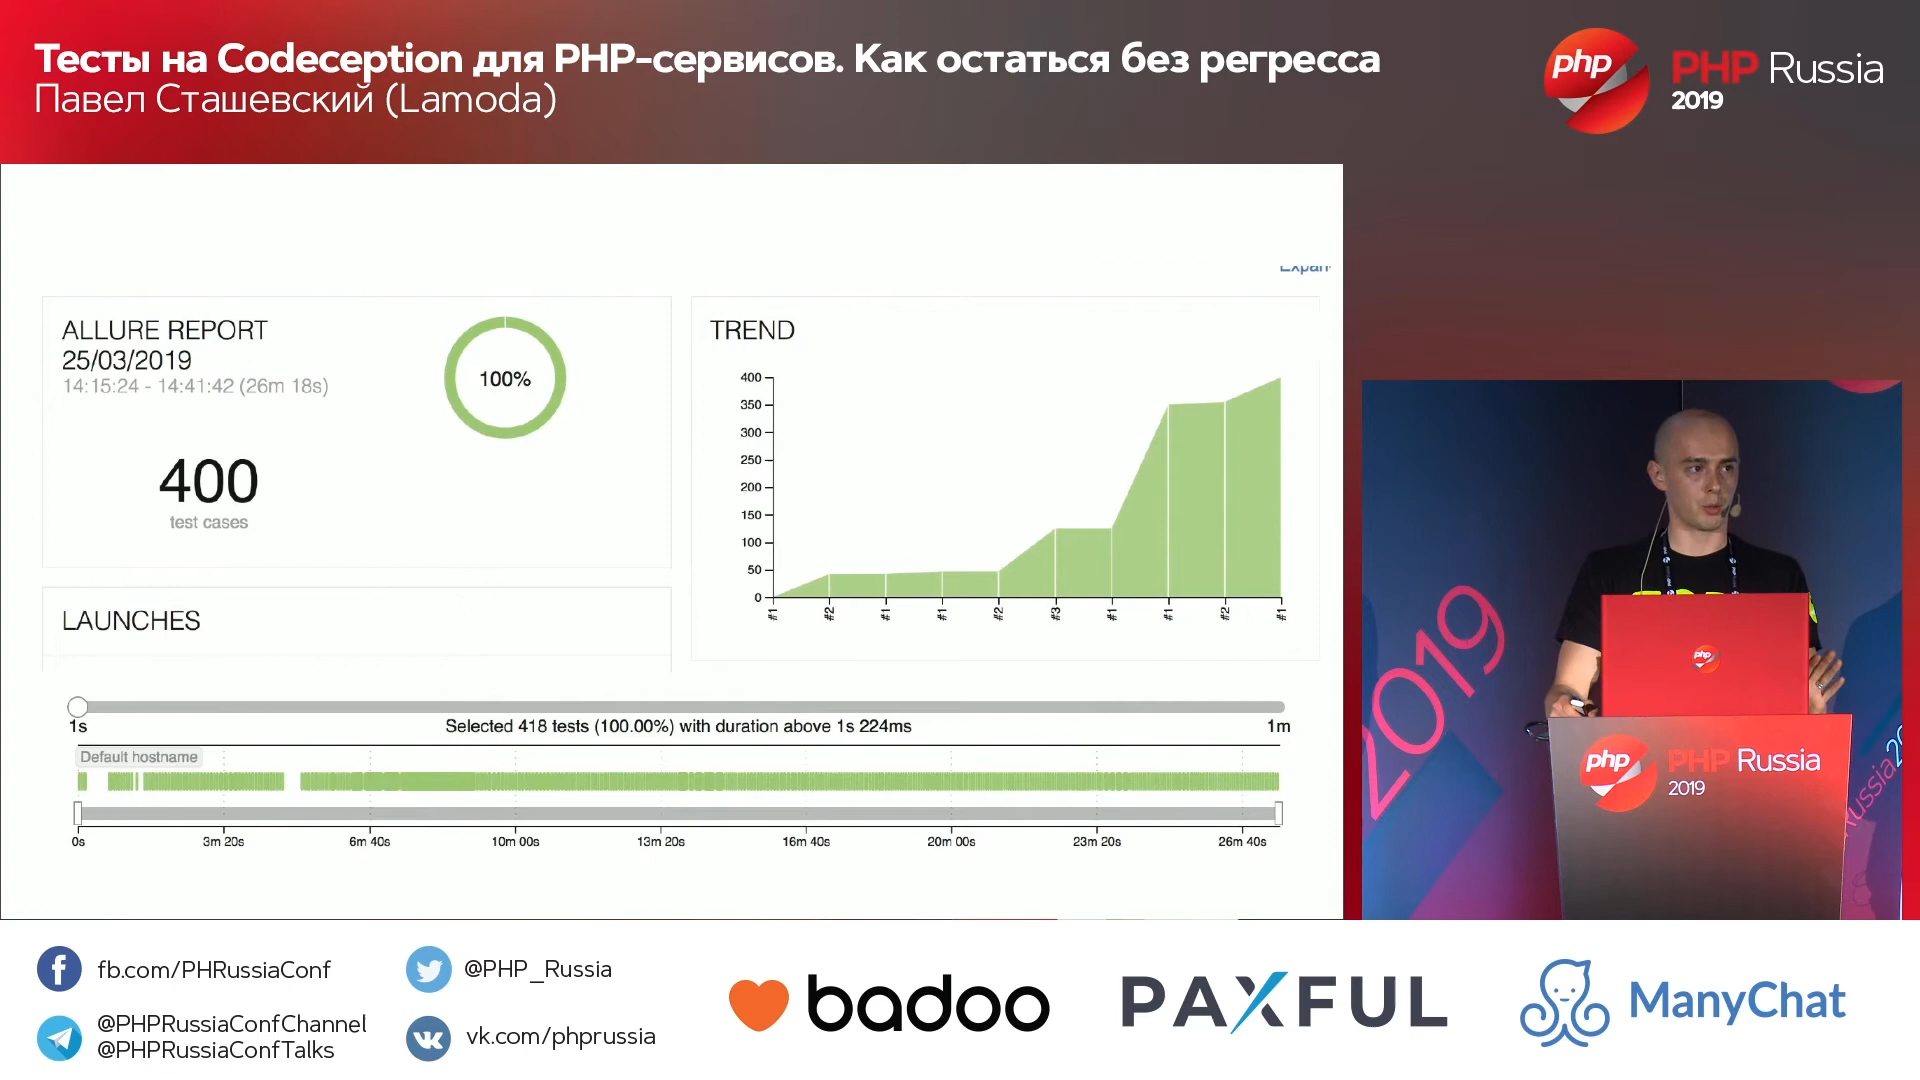 Тесты на Codeception для PHP-сервисов. Как остаться без регресса
Павел Сташевский (Lamoda)
php
PHP Russia
2019
ALLURE REPORT
25/03/2019
14:15:24 - 14:41:42 (26m 18s)
100%
400
test cases
LAUNCHES
TREND
400
350
300
250
200
150
100
50
0
#1
#2
#1
#1
#2
#3
#1
#1
#2
#1
1s
Selected 418 tests (100.00%) with duration above 1s 224ms
1m
Default hostname
0s
3m 20s
6m 40s
10m 00s
13m 20s
16m 40s
20m 00s
23m 20s
26m 40s
2019
php
php
PHP Russia
2019
Russia
fb.com/PHRussiaConf
@PHPRussiaConfChannel
@PHPRussiaConfTalks
@PHP_Russia
vk.com/phprussia
badoo
PAXFUL
ManyChat